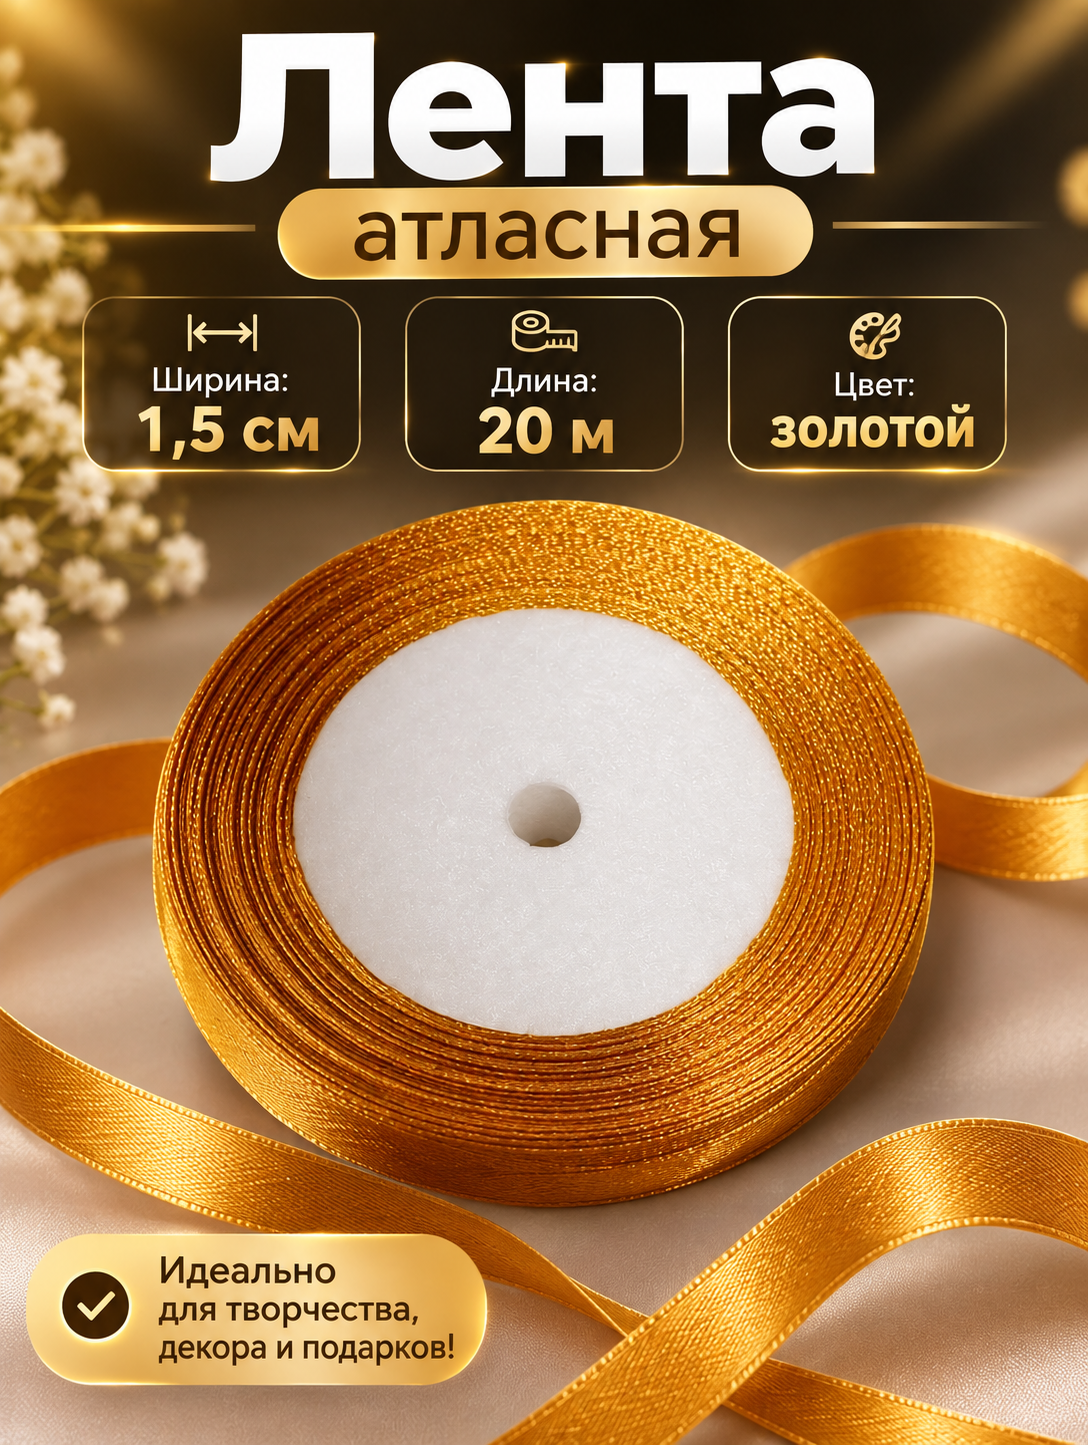 Лента
атласная
Ширина:
1,5 см
Длина:
20 м
Цвет:
золотой
Идеально
для творчества,
декора и подарков!